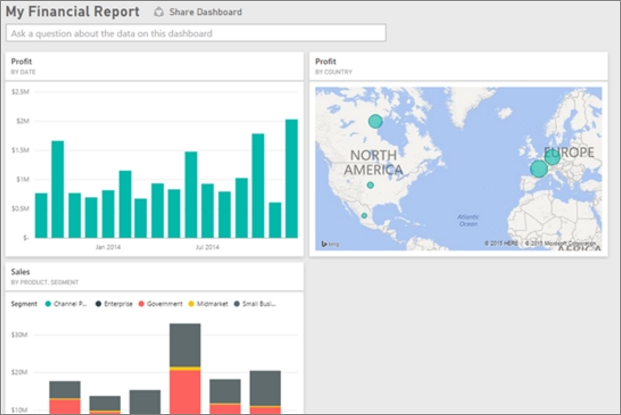 My Financial Report
Share Dashboard
Ask a question about the data on this dashboard
Profit
BY DATE
$2.5M
$2M
$1.5M
$1M
$0.5M
$-
Jan 2014
Jul 2014
Profit
BY COUNTRY
NORTH
AMERICA
EUROPE
Atlantic
Ocean
AFRICA
bing
© 2015 HERE © 2015 Microsoft Corporation
Sales
BY PRODUCT, SEGMENT
Segment Channel P... Enterprise Government Midmarket Small Busi...
$30M
$20M
$10M